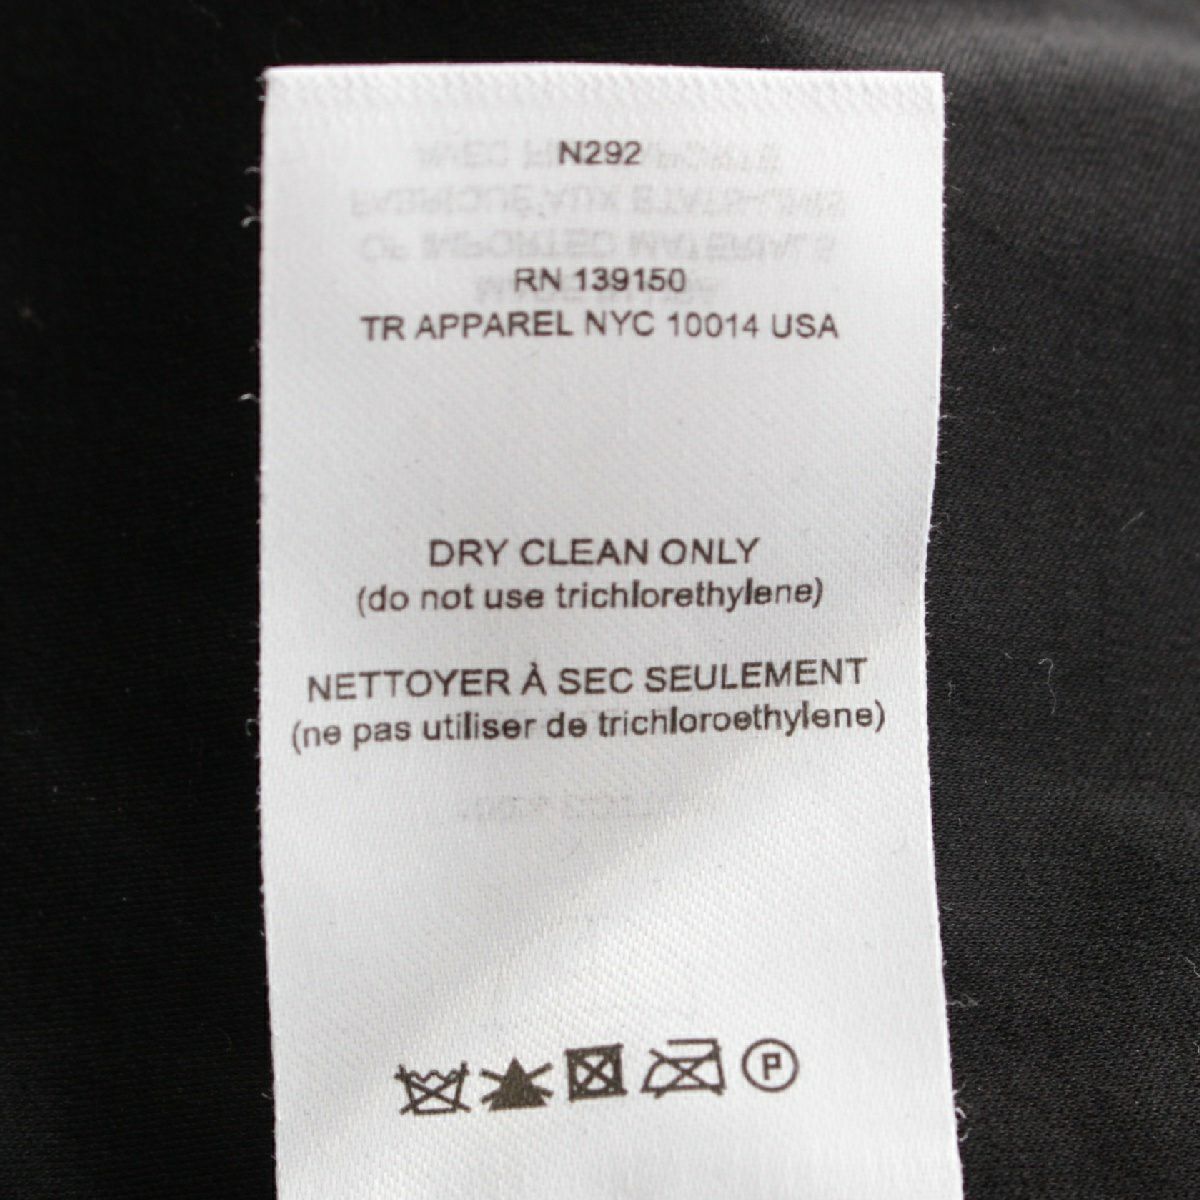 N292
RN 139150
TR APPAREL NYC 10014 USA
DRY CLEAN ONLY
(do not use trichlorethylene)
NETTOYER À SEC SEULEMENT
(ne pas utiliser de trichloroethylene)
P